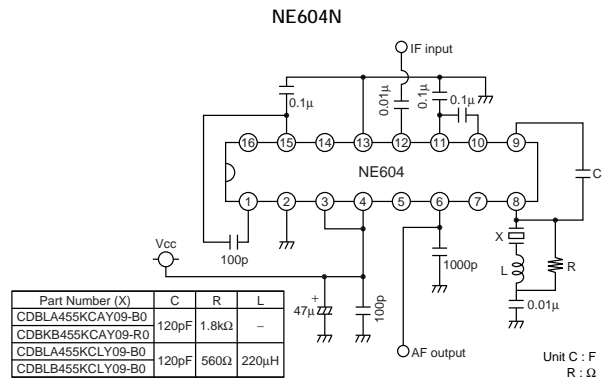 NE604N
IF input
0.1μ
0.01μ
0.1μ
0.1μ
16 15 14 13 12 11 10 9
NE604
C
1 2 3 4 5 6 7 8
100p
Vcc
X
L
R
1000p
0.01μ
+
47μ
100p
AF output
Part Number (X) C R L
CDBLA455KCAY09-B0 120pF 1.8kΩ –
CDBKB455KCAY09-R0
CDBLA455KCLY09-B0 120pF 560Ω 220μH
CDBLB455KCLY09-B0
Unit C : F
R : Ω